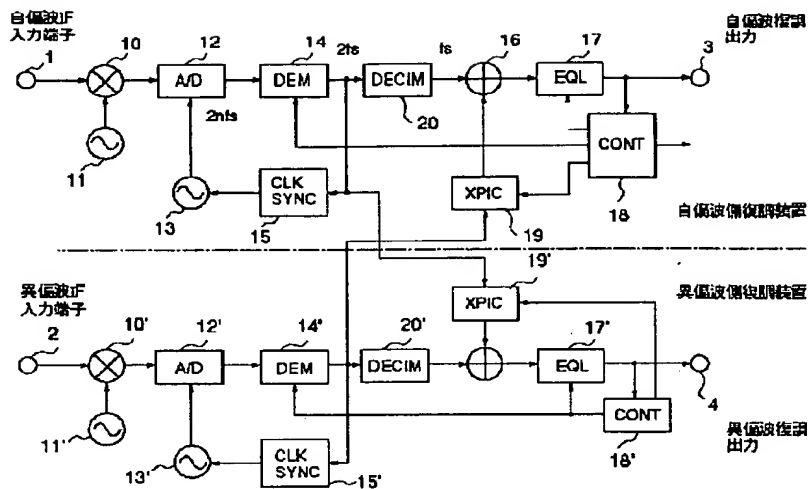 自偏波IF
入力端子
1
10
12
14
2fs
fs
16
17
自偏波復調
出力
3
A/D
DEM
DECIM
EQL
20
2nfs
11
13
CLK
SYNC
15
XPIC
19
CONT
18
自偏波側復調装置
19'
異偏波IF
入力端子
2
10'
12'
14'
20'
XPIC
17'
異偏波側復調装置
A/D
DEM
DECIM
EQL
4
11'
13'
CLK
SYNC
15'
CONT
18'
異偏波復調
出力